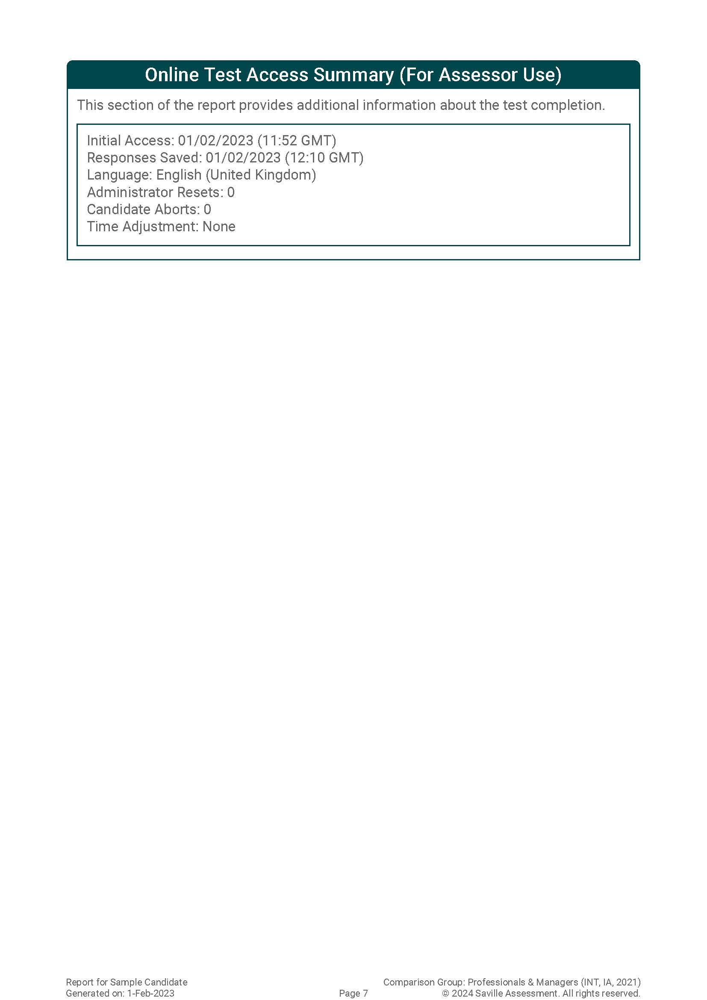 Online Test Access Summary (For Assessor Use)
This section of the report provides additional information about the test completion.
Initial Access: 01/02/2023 (11:52 GMT)
Responses Saved: 01/02/2023 (12:10 GMT)
Language: English (United Kingdom)
Administrator Resets: 0
Candidate Aborts: 0
Time Adjustment: None
Report for Sample Candidate
Generated on: 1-Feb-2023
Page 7
Comparison Group: Professionals & Managers (INT, IA, 2021)
© 2024 Saville Assessment. All rights reserved.